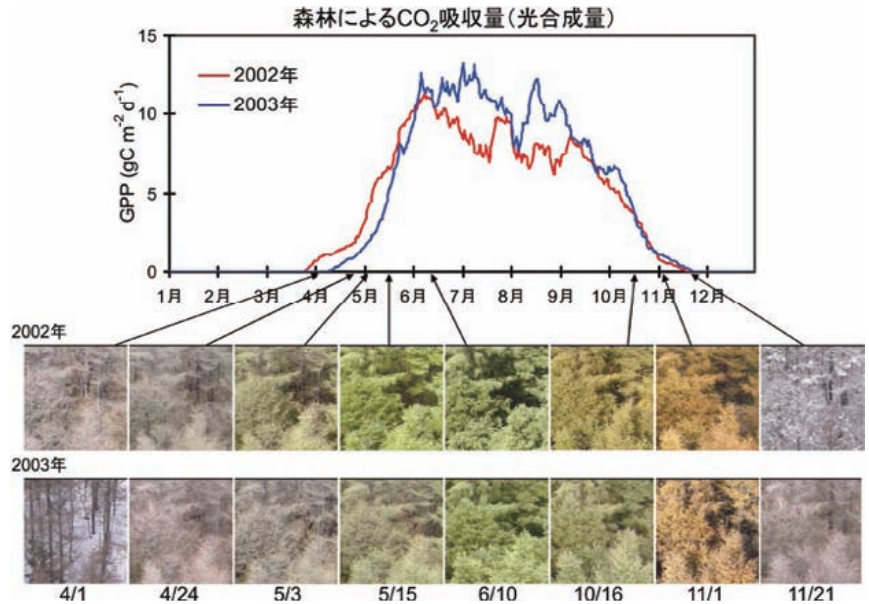 森林によるCO₂吸収量（光合成量）
15
2002年
2003年
10
GPP (gC m⁻² d⁻¹)
5
0
1月 2月 3月 4月 5月 6月 7月 8月 9月 10月 11月 12月
2002年
2003年
4/1 4/24 5/3 5/15 6/10 10/16 11/1 11/21